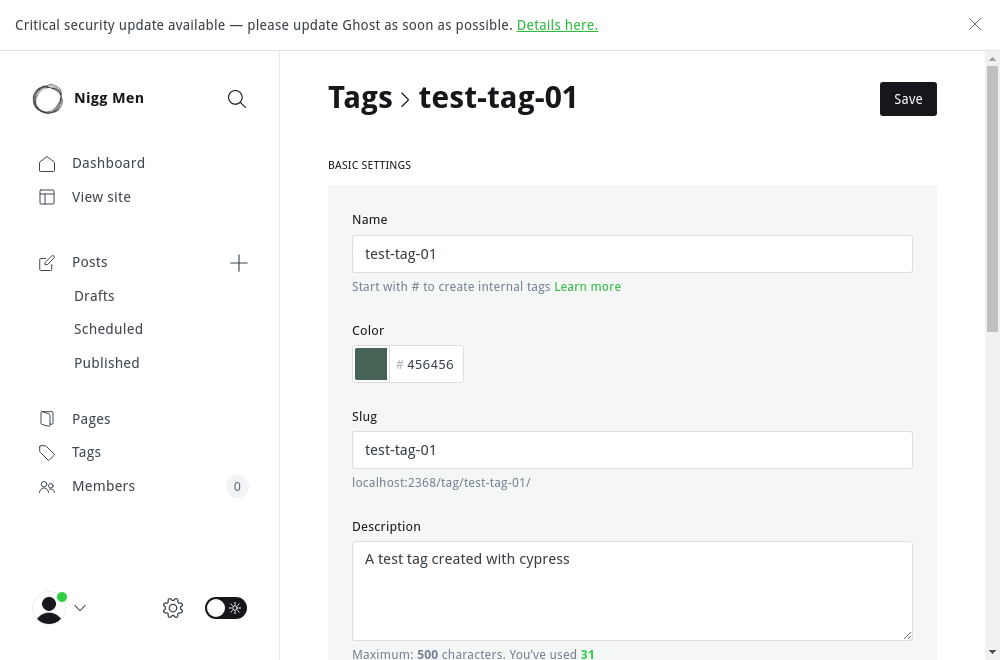 Critical security update available — please update Ghost as soon as possible. Details here.
Nigg Men
Dashboard
View site
Posts
Drafts
Scheduled
Published
Pages
Tags
Members 0
Tags > test-tag-01
Save
BASIC SETTINGS
Name
test-tag-01
Start with # to create internal tags Learn more
Color
# 456456
Slug
test-tag-01
localhost:2368/tag/test-tag-01/
Description
A test tag created with cypress
Maximum: 500 characters. You’ve used 31